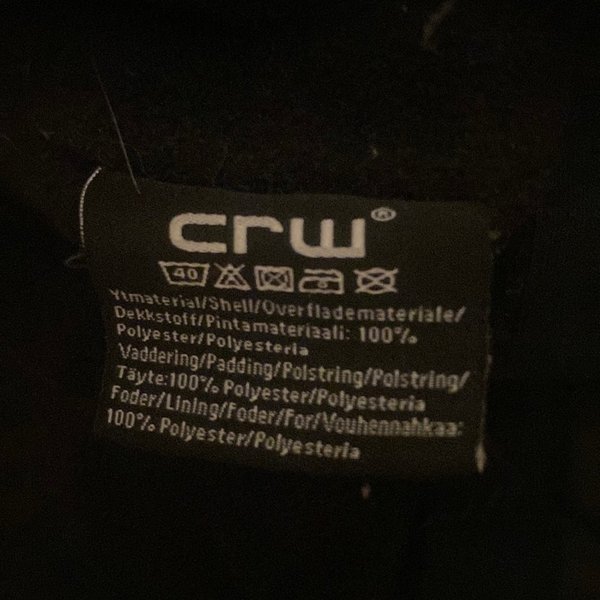 crw®
40
Ytmaterial/Shell/Overflademateriale/
Dekkstoff/Pintamateriaali: 100%
Polyester/Polyesteria
Vaddering/Padding/Polstring/Polstring/
Täyte:100% Polyester/Polyesteria
Foder/Lining/Foder/For/Vouhennahkaa:
100% Polyester/Polyesteria